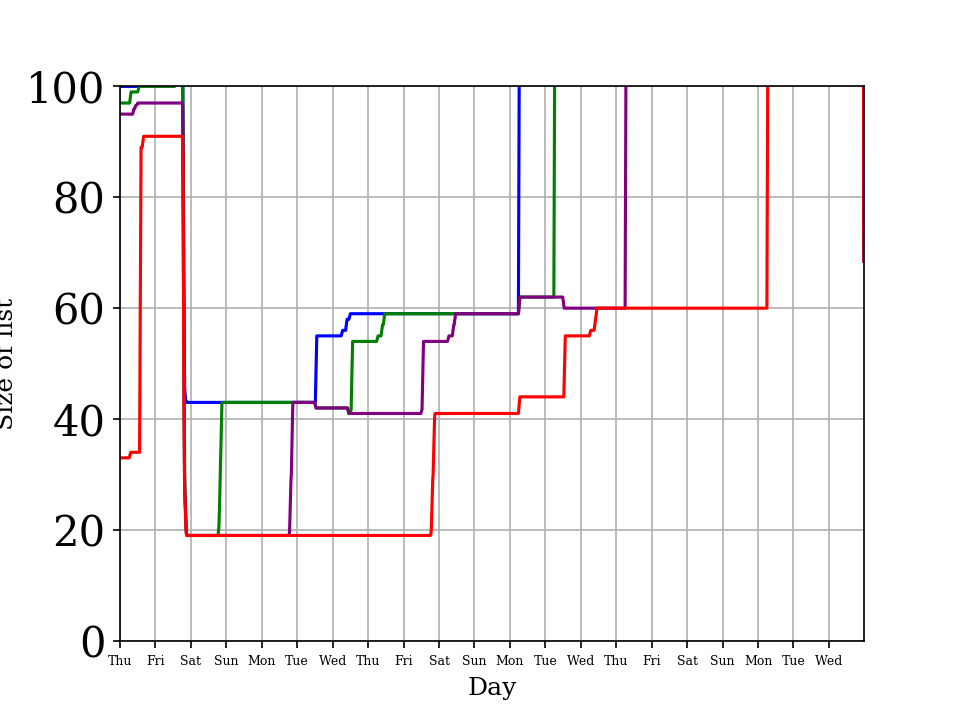 100
80
60
40
20
0
Size of list
Thu Fri Sat Sun Mon Tue Wed Thu Fri Sat Sun Mon Tue Wed Thu Fri Sat Sun Mon Tue Wed
Day